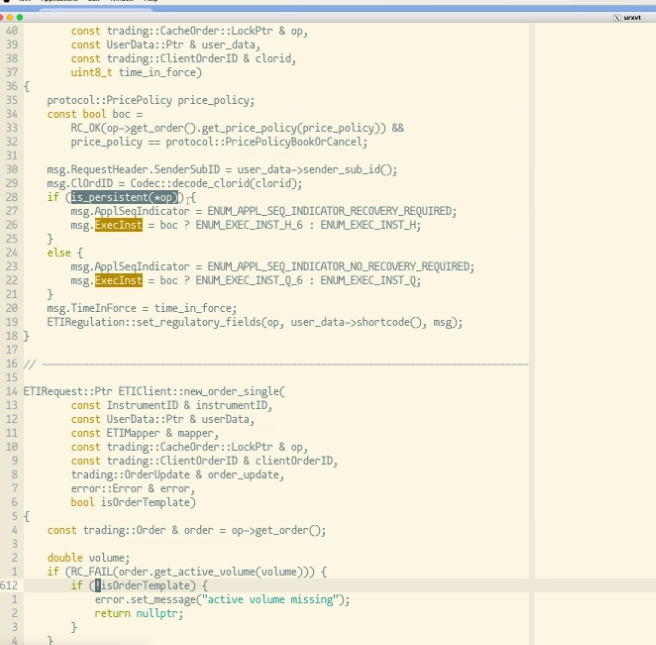 urxvt
40 const trading::CacheOrder::LockPtr & op,
39 const UserData::Ptr & user_data,
38 const trading::ClientOrderID & clorid,
37 uint8_t time_in_force)
36 {
35 protocol::PricePolicy price_policy;
34 const bool boc =
33 RC_OK(op->get_order().get_price_policy(price_policy)) &&
32 price_policy == protocol::PricePolicyBookOrCancel;
31
30 msg.RequestHeader.SenderSubID = user_data->sender_sub_id();
29 msg.ClOrdID = Codec::decode_clorid(clorid);
28 if (is_persistent(*op)) {
27 msg.ApplSeqIndicator = ENUM_APPL_SEQ_INDICATOR_RECOVERY_REQUIRED;
26 msg.ExecInst = boc ? ENUM_EXEC_INST_H_6 : ENUM_EXEC_INST_H;
25 }
24 else {
23 msg.ApplSeqIndicator = ENUM_APPL_SEQ_INDICATOR_NO_RECOVERY_REQUIRED;
22 msg.ExecInst = boc ? ENUM_EXEC_INST_Q_6 : ENUM_EXEC_INST_Q;
21 }
20 msg.TimeInForce = time_in_force;
19 ETIRegulation::set_regulatory_fields(op, user_data->shortcode(), msg);
18 }
17
16 // ----------------------------------------------------------------------------------
15
14 ETIRequest::Ptr ETIClient::new_order_single(
13 const InstrumentID & instrumentID,
12 const UserData::Ptr & userData,
11 const ETIMapper & mapper,
10 const trading::CacheOrder::LockPtr & op,
9 const trading::ClientOrderID & clientOrderID,
8 trading::OrderUpdate & order_update,
7 error::Error & error,
6 bool isOrderTemplate)
5 {
4 const trading::Order & order = op->get_order();
3
2 double volume;
1 if (RC_FAIL(order.get_active_volume(volume))) {
612 if (!isOrderTemplate) {
1 error.set_message("active volume missing");
2 return nullptr;
3 }
4 }